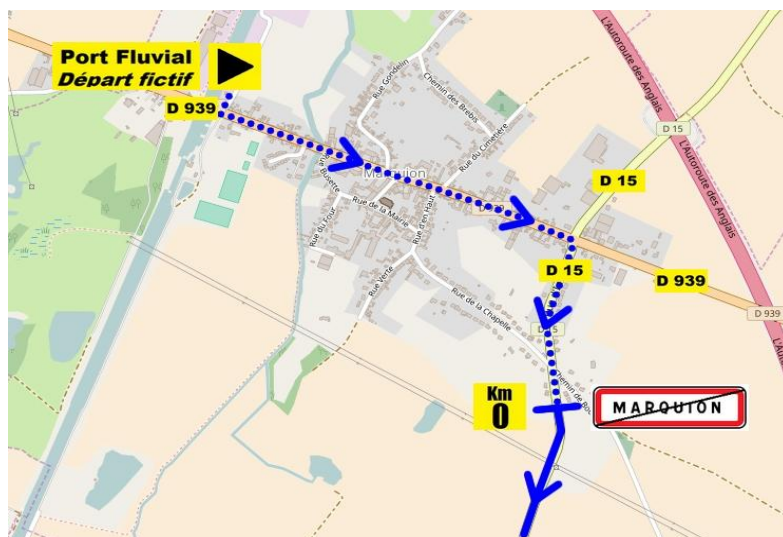 Port Fluvial
Départ fictif
D 939
Rue Gondelin
Chemin des Brebis
Rue du Cimetière
L'Autoroute des Anglais
D 15
L'Autoroute des Anglais
D 15
Marquion
Busette
Rue de la Mairie
Rue d'en Haut
Rue du Four
Rue Verte
D 15
D 939
D 939
Rue de la Chapelle
Km
0
MARQUION